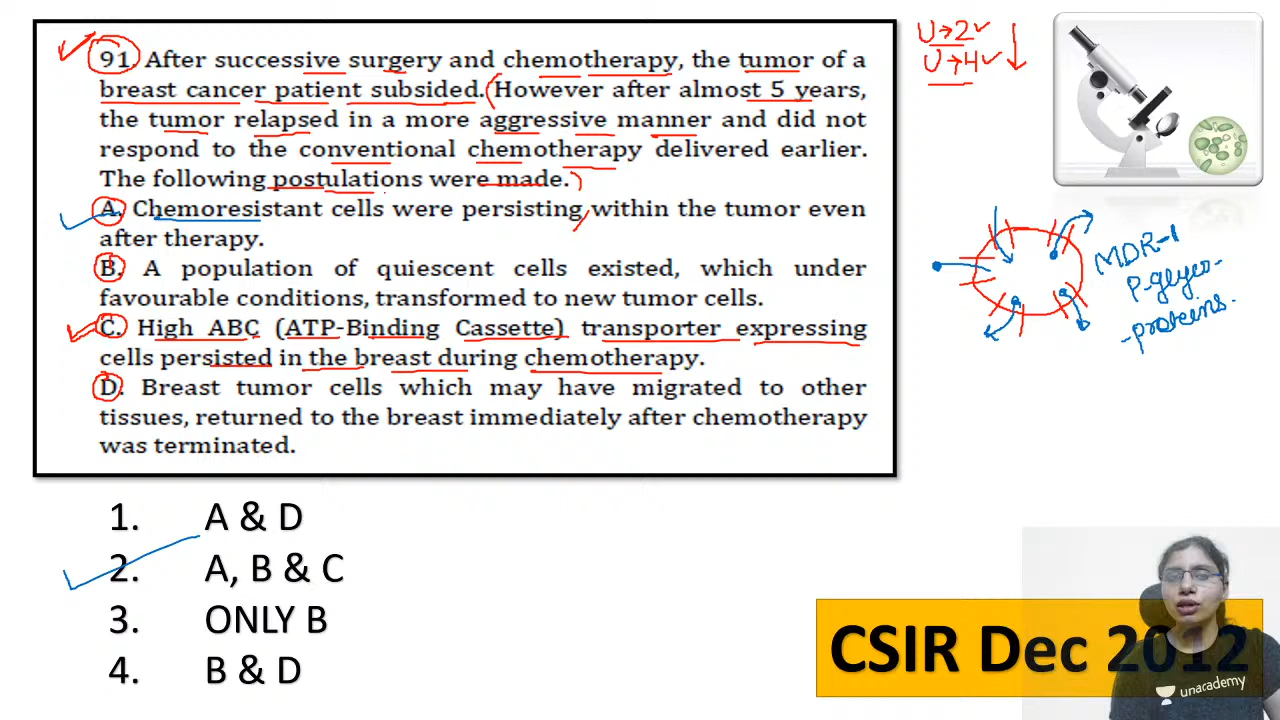 91. After successive surgery and chemotherapy, the tumor of a
breast cancer patient subsided. However after almost 5 years,
the tumor relapsed in a more aggressive manner and did not
respond to the conventional chenotherapy delivered earlier.
The following postulations were made.
A. Chemoresistant cells were persisting within the tumor even
after therapy.
B. A population of quiescent cells existed, which under
favourable conditions, transformed to new tumor cells.
C. High ABC (ATP-Binding Cassette) transporter expressing
cells persisted in the breast during chemotherapy.
D. Breast tumor cells which may have migrated to other
tissues, returned to the breast immediately after chemotherapy
was terminated.
1. A & D
2. A, B & C
3. ONLY B
4. B & D
U→2
U→4
MDR-1
P-glyco-
-proteins.
CSIR Dec 2012
unacademy